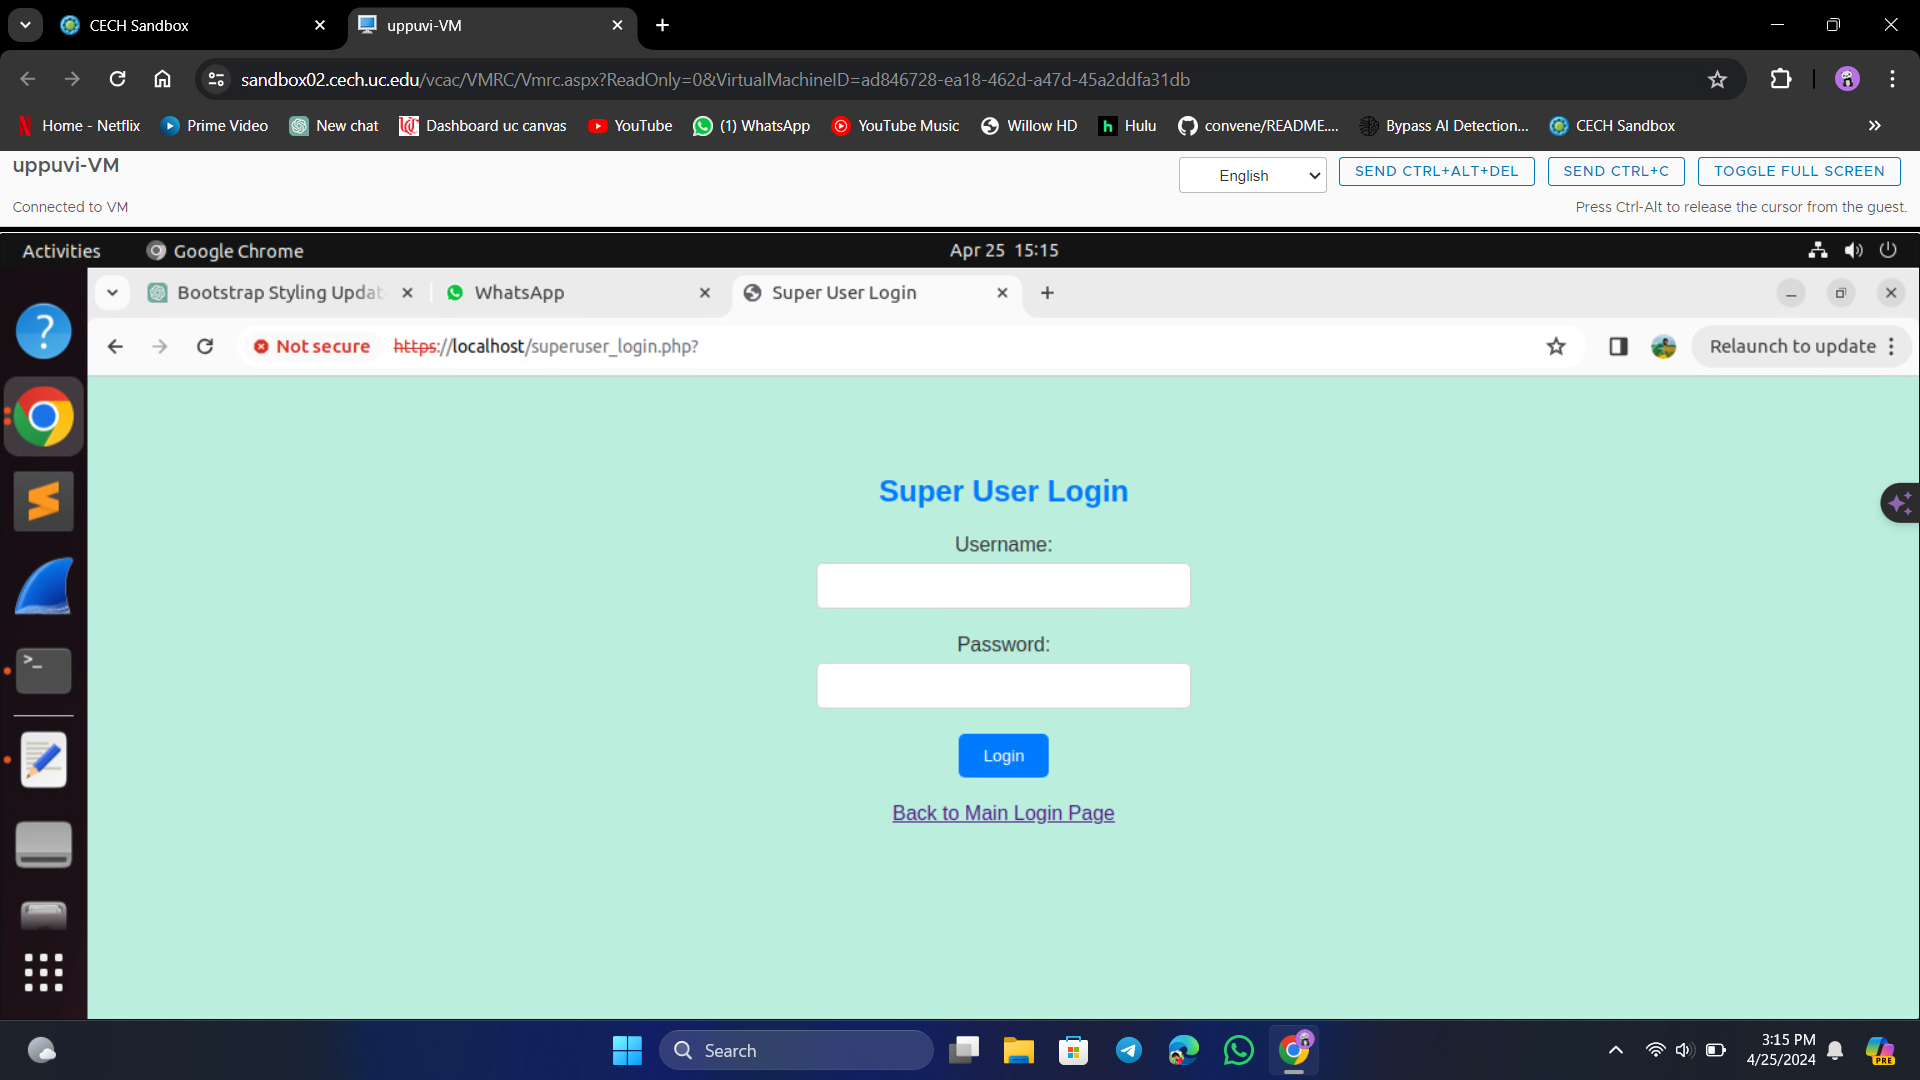 CECH Sandbox
uppuvi-VM
sandbox02.cech.uc.edu/vcac/VMRC/Vmrc.aspx?ReadOnly=0&VirtualMachineID=ad846728-ea18-462d-a47d-45a2ddfa31db
Home - Netflix
Prime Video
New chat
Dashboard uc canvas
YouTube
(1) WhatsApp
YouTube Music
Willow HD
h
Hulu
convene/README....
Bypass AI Detection...
CECH Sandbox
uppuvi-VM
English
SEND CTRL+ALT+DEL
SEND CTRL+C
TOGGLE FULL SCREEN
Connected to VM
Press Ctrl-Alt to release the cursor from the guest.
Activities
Google Chrome
Apr 25 15:15
Bootstrap Styling Updat
WhatsApp
Super User Login
Not secure
https://localhost/superuser_login.php?
Relaunch to update
Super User Login
Username:
Password:
Login
Back to Main Login Page
Search
3:15 PM
4/25/2024
PRE